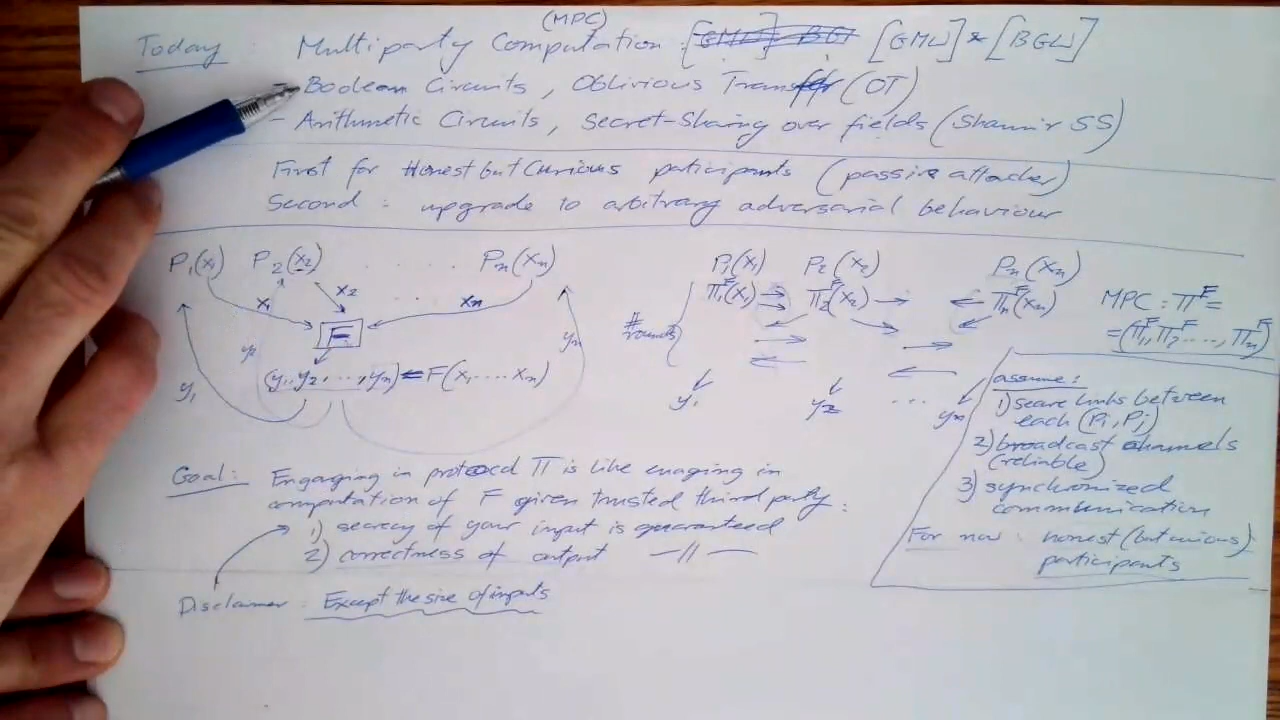 Today Multiparty Computation (MPC) : [GMW] & [BGW]
- Boolean Circuits, Oblivious Transfer (OT)
- Arithmetic Circuits, Secret-Sharing over fields (Shamir SS)
First for Honest but Curious participants (passive attacker)
Second : upgrade to arbitrary adversarial behaviour
P₁(x₁) P₂(x₂) . . . . . Pₙ(xₙ)
x₁ x₂ xₙ
F
y₁ y₂ yₙ
(y₁, y₂, ..., yₙ) = F(x₁ .... xₙ)
P₁(x₁) P₂(x₂) Pₙ(xₙ)
Π₁ᶠ(x₁) Π₂ᶠ(x₂) Πₙᶠ(xₙ)
# rounds
y₁ y₂ ... yₙ
MPC : Πᶠ =
= (Π₁ᶠ, Π₂ᶠ, ...., Πₙᶠ)
assume:
1) secure links between
each (Pᵢ, Pⱼ)
2) broadcast channels
(reliable)
3) synchronized
communication
For now : honest (but curious)
participants
Goal: Engaging in protocol Π is like enaging in
computation of F given trusted third party:
1) secrecy of your input is guaranteed
2) correctness of output —//—
Disclaimer : Except the size of inputs